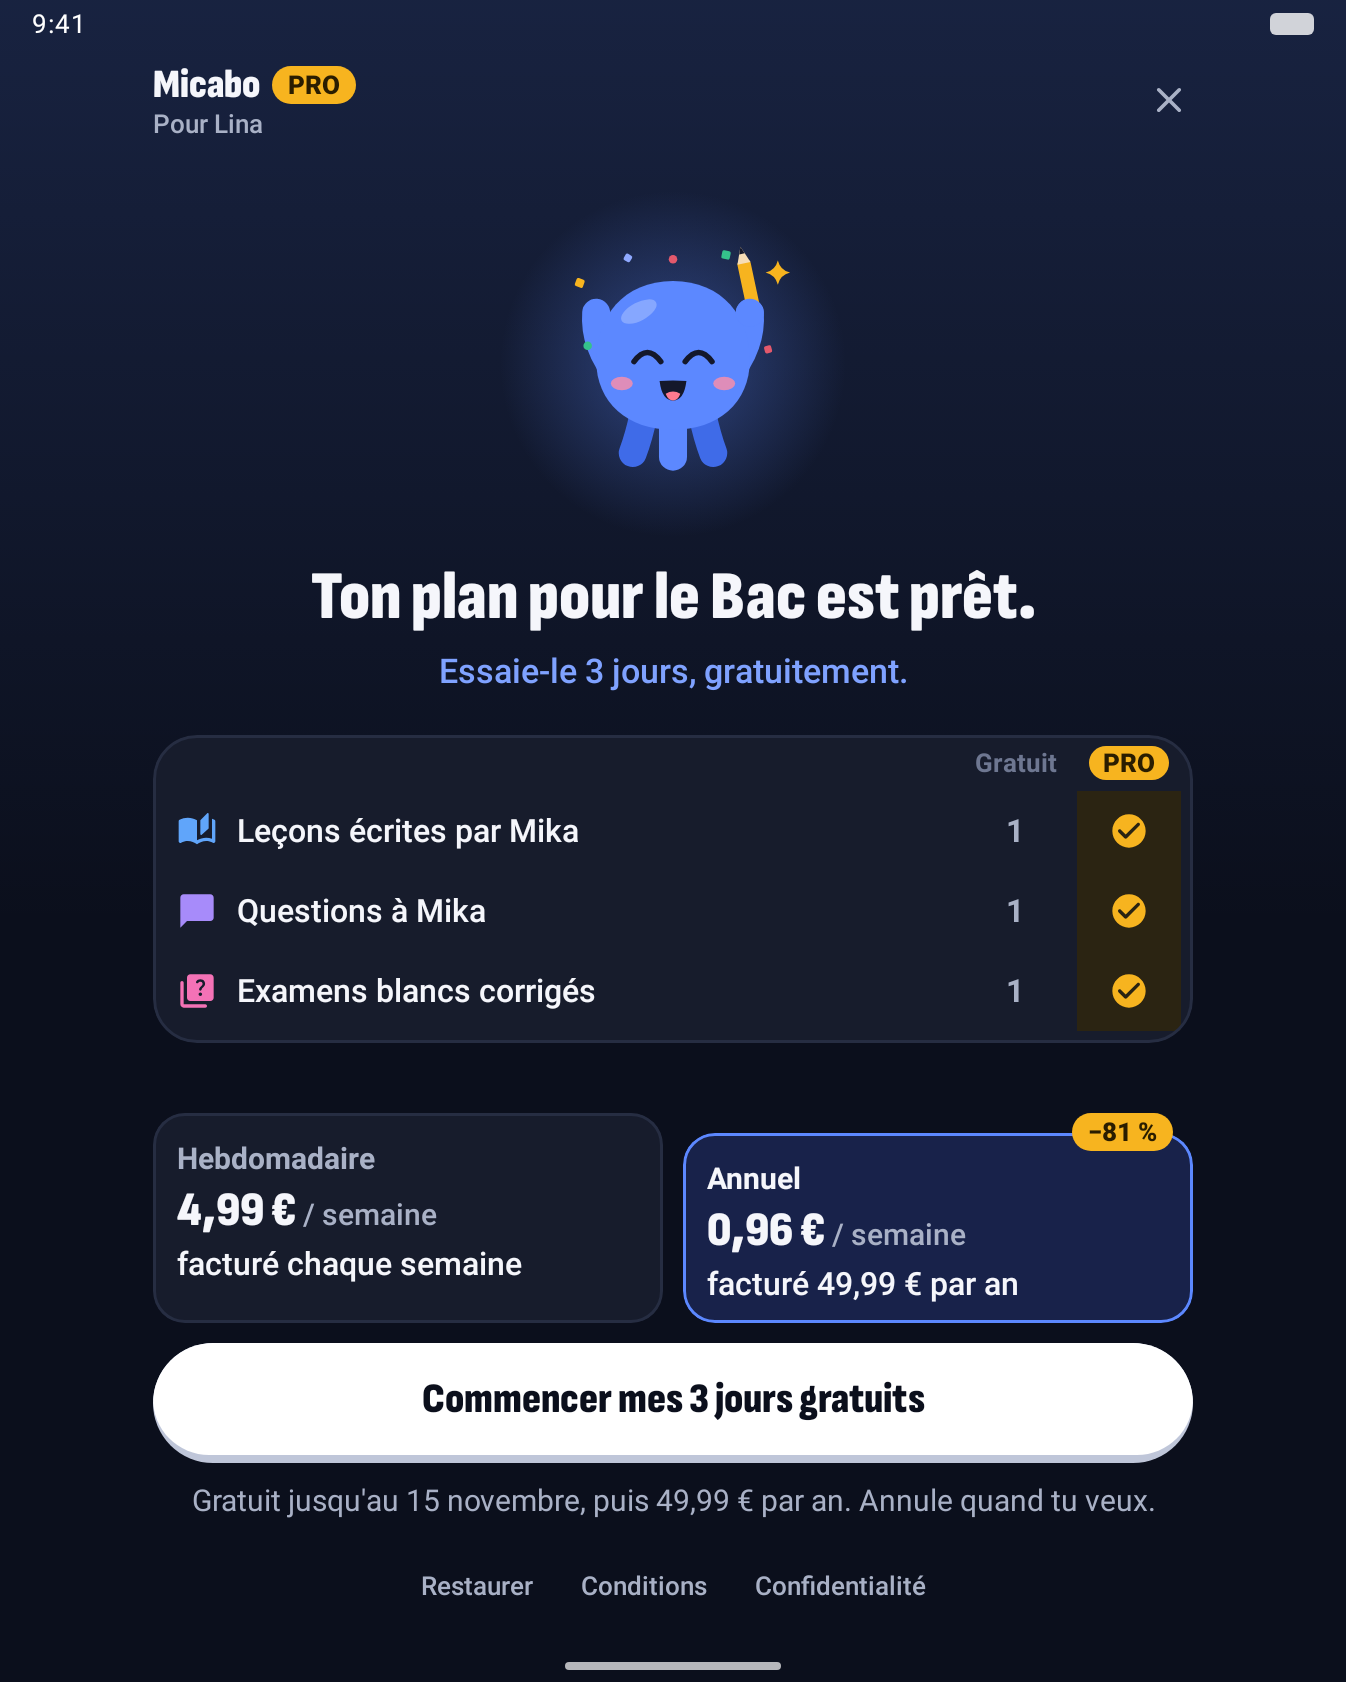 9:41
Micabo PRO
Pour Lina
Ton plan pour le Bac est prêt.
Essaie-le 3 jours, gratuitement.
Gratuit PRO
Leçons écrites par Mika 1
Questions à Mika 1
Examens blancs corrigés 1
Hebdomadaire
4,99 € / semaine
facturé chaque semaine
−81 %
Annuel
0,96 € / semaine
facturé 49,99 € par an
Commencer mes 3 jours gratuits
Gratuit jusqu'au 15 novembre, puis 49,99 € par an. Annule quand tu veux.
Restaurer Conditions Confidentialité